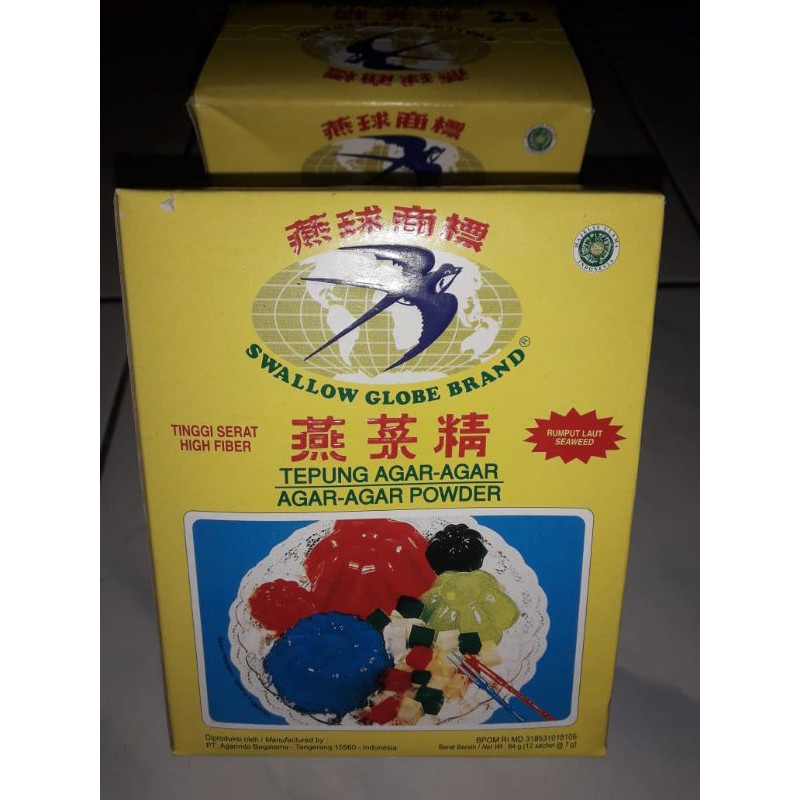 22
燕球商標
燕球商標
SWALLOW GLOBE BRAND®
TINGGI SERAT
HIGH FIBER
燕菜精
RUMPUT LAUT
SEAWEED
TEPUNG AGAR-AGAR
AGAR-AGAR POWDER
Diproduksi oleh / Manufactured by :
PT. Agarindo Bogatama - Tangerang 15560 - Indonesia
BPOM RI MD 318531019106
Berat Bersih / Net Wt. 84 g (12 sachet @ 7 g)